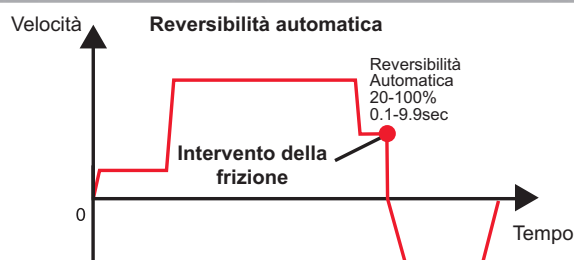 Velocità
Reversibilità automatica
Reversibilità
Automatica
20-100%
0.1-9.9sec
Intervento della
frizione
0
Tempo